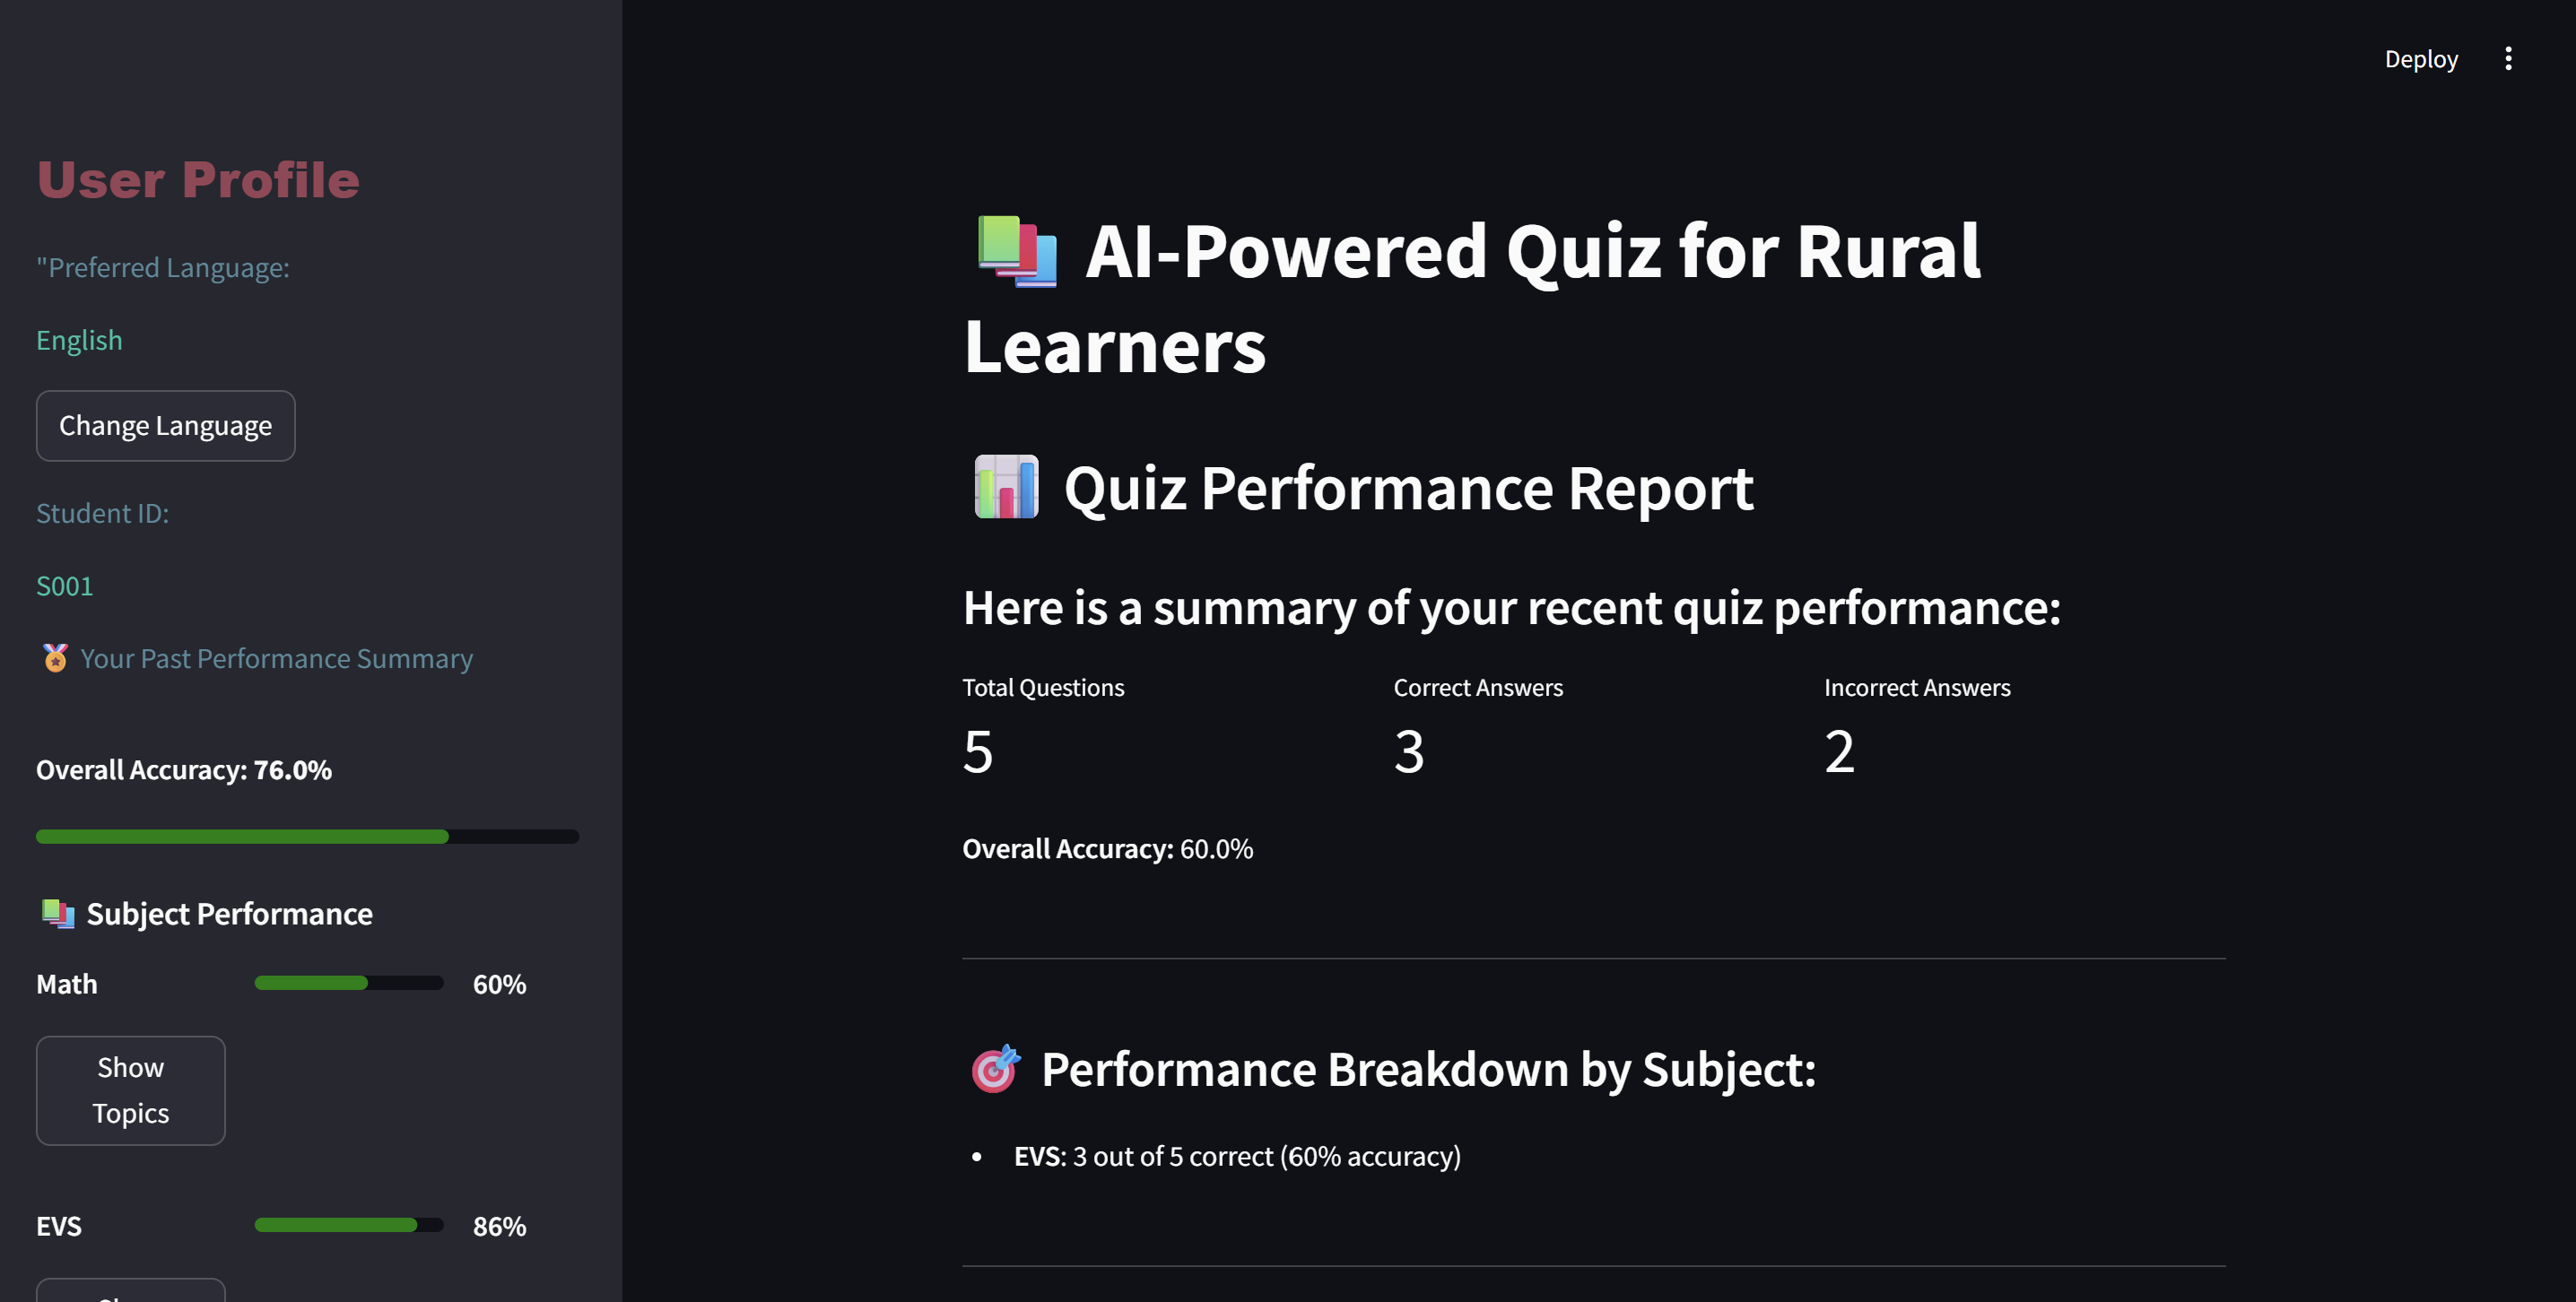 Deploy
User Profile
"Preferred Language:
English
Change Language
Student ID:
S001
🏅 Your Past Performance Summary
Overall Accuracy: 76.0%
📚 Subject Performance
Math 60%
Show
Topics
EVS 86%
📚 AI-Powered Quiz for Rural
Learners
📊 Quiz Performance Report
Here is a summary of your recent quiz performance:
Total Questions Correct Answers Incorrect Answers
5 3 2
Overall Accuracy: 60.0%
🎯 Performance Breakdown by Subject:
• EVS: 3 out of 5 correct (60% accuracy)